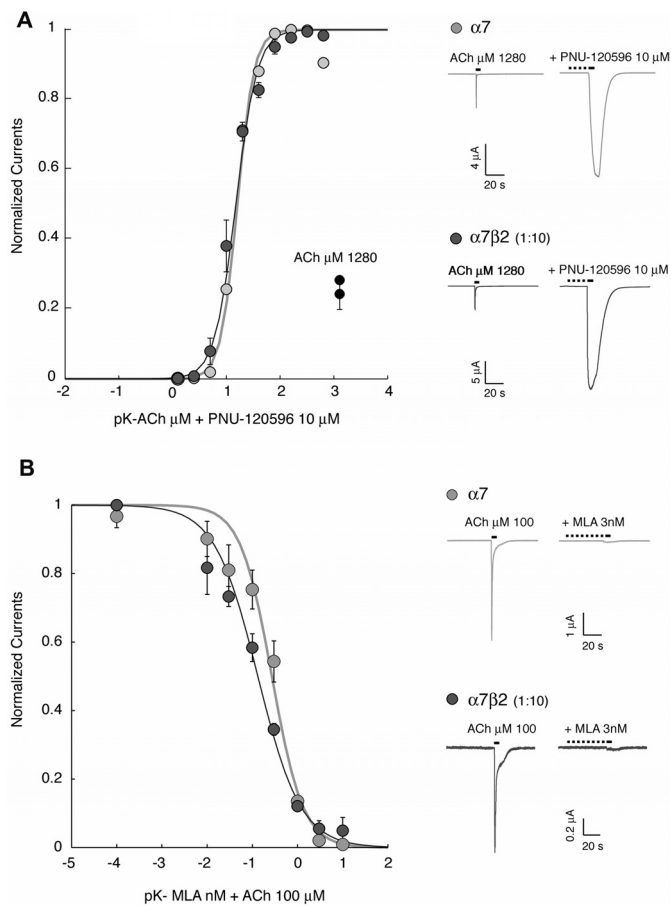 A
Normalized Currents
1
0.8
0.6
0.4
0.2
0
-2 -1 0 1 2 3 4
pK-ACh μM + PNU-120596 10 μM
ACh μM 1280
α7
ACh μM 1280 + PNU-120596 10 μM
4 μA
20 s
α7β2 (1:10)
ACh μM 1280 + PNU-120596 10 μM
5 μA
20 s
B
Normalized Currents
1
0.8
0.6
0.4
0.2
0
-5 -4 -3 -2 -1 0 1 2
pK- MLA nM + ACh 100 μM
α7
ACh μM 100 + MLA 3nM
1 μA
20 s
α7β2 (1:10)
ACh μM 100 + MLA 3nM
0.2 μA
20 s